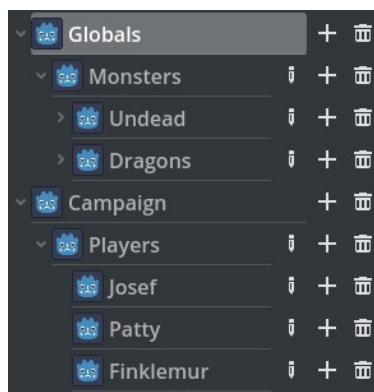 Globals
Monsters
Undead
Dragons
Campaign
Players
Josef
Patty
Finklemur